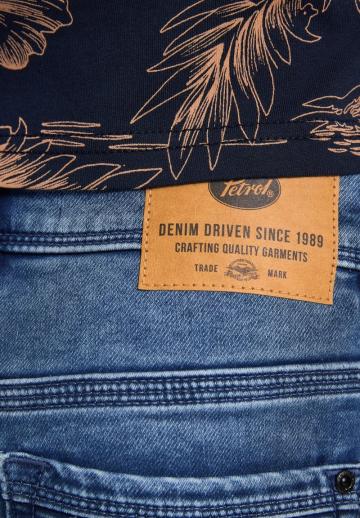 Petrol®
DENIM DRIVEN SINCE 1989
CRAFTING QUALITY GARMENTS
TRADE MARK